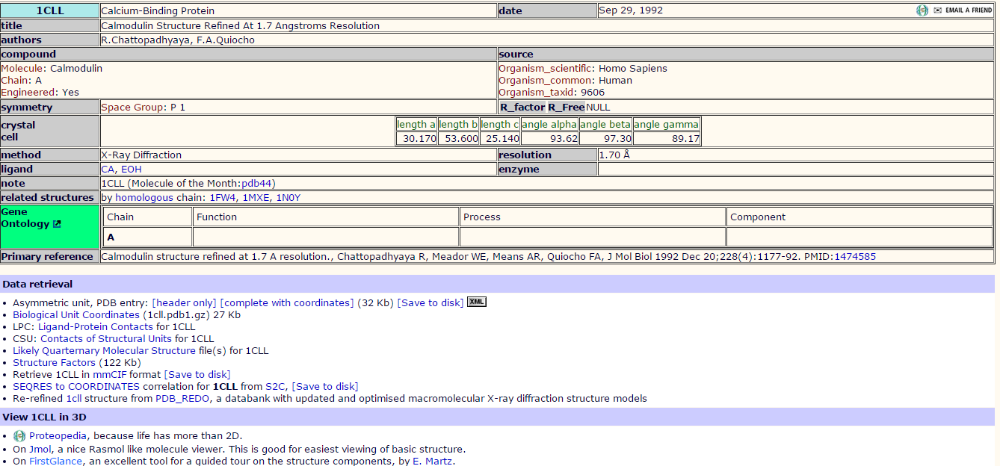 1CLL Calcium-Binding Protein date Sep 29, 1992 EMAIL A FRIEND
title Calmodulin Structure Refined At 1.7 Angstroms Resolution
authors R.Chattopadhyaya, F.A.Quiocho
compound source
Molecule: Calmodulin Organism_scientific: Homo Sapiens
Chain: A Organism_common: Human
Engineered: Yes Organism_taxid: 9606
symmetry Space Group: P 1 R_factor R_Free NULL
crystal cell
length a length b length c angle alpha angle beta angle gamma
30.170 53.600 25.140 93.62 97.30 89.17
method X-Ray Diffraction resolution 1.70 Å
ligand CA, EOH enzyme
note 1CLL (Molecule of the Month:pdb44)
related structures by homologous chain: 1FW4, 1MXE, 1N0Y
Gene Ontology
Chain Function Process Component
A
Primary reference Calmodulin structure refined at 1.7 A resolution., Chattopadhyaya R, Meador WE, Means AR, Quiocho FA, J Mol Biol 1992 Dec 20;228(4):1177-92. PMID:1474585
Data retrieval
• Asymmetric unit, PDB entry: [header only] [complete with coordinates] (32 Kb) [Save to disk] XML
• Biological Unit Coordinates (1cll.pdb1.gz) 27 Kb
• LPC: Ligand-Protein Contacts for 1CLL
• CSU: Contacts of Structural Units for 1CLL
• Likely Quarternary Molecular Structure file(s) for 1CLL
• Structure Factors (122 Kb)
• Retrieve 1CLL in mmCIF format [Save to disk]
• SEQRES to COORDINATES correlation for 1CLL from S2C, [Save to disk]
• Re-refined 1cll structure from PDB_REDO, a databank with updated and optimised macromolecular X-ray diffraction structure models
View 1CLL in 3D
• Proteopedia, because life has more than 2D.
• On Jmol, a nice Rasmol like molecule viewer. This is good for easiest viewing of basic structure.
• On FirstGlance, an excellent tool for a guided tour on the structure components, by E. Martz.